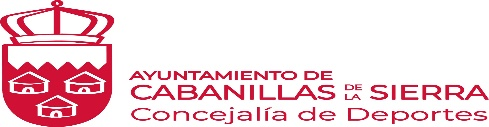 AYUNTAMIENTO DE
CABANILLAS DE LA SIERRA
Concejalía de Deportes